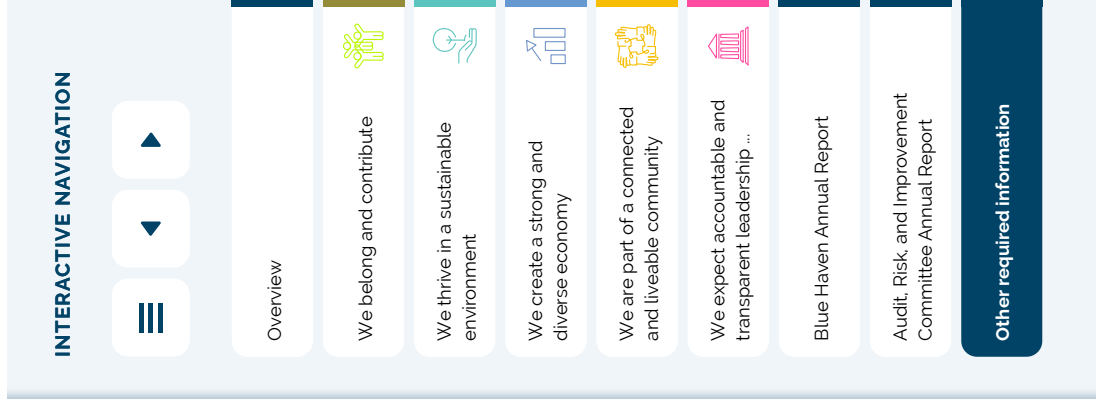 INTERACTIVE NAVIGATION
Overview
We belong and contribute
We thrive in a sustainable
environment
We create a strong and
diverse economy
We are part of a connected
and liveable community
We expect accountable and
transparent leadership ...
Blue Haven Annual Report
Audit, Risk, and Improvement
Committee Annual Report
Other required information